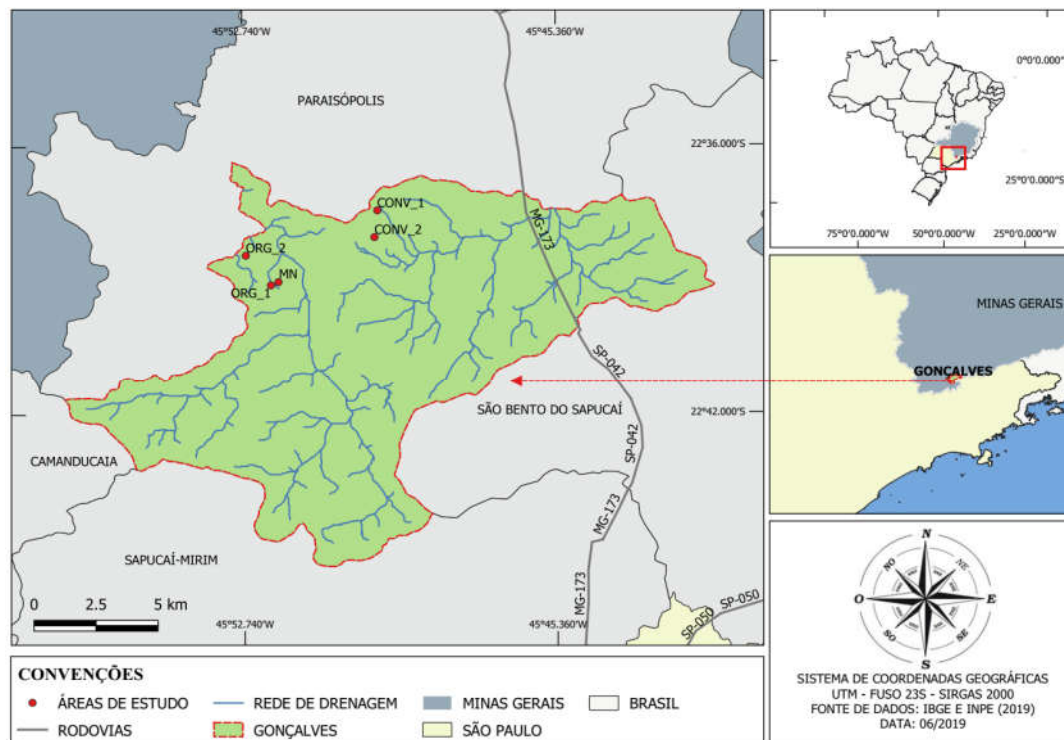 45°52.740'W
45°45.360'W
PARAISÓPOLIS
22°36.000'S
MG-173
CONV_1
CONV_2
ORG_2
MN
ORG_1
SP-042
SÃO BENTO DO SAPUCAÍ
22°42.000'S
SP-042
CAMANDUCAIA
MG-173
SAPUCAÍ-MIRIM
MG-173
SP-050
SP-050
0 2.5 5 km
45°52.740'W
45°45.360'W
0°0'0.000"
25°0'0.000"S
75°0'0.000"W
50°0'0.000"W
25°0'0.000"W
MINAS GERAIS
GONÇALVES
N
NO
NE
O
E
SO
SE
S
SISTEMA DE COORDENADAS GEOGRÁFICAS
UTM - FUSO 23S - SIRGAS 2000
FONTE DE DADOS: IBGE E INPE (2019)
DATA: 06/2019
CONVENÇÕES
ÁREAS DE ESTUDO
REDE DE DRENAGEM
MINAS GERAIS
BRASIL
RODOVIAS
GONÇALVES
SÃO PAULO